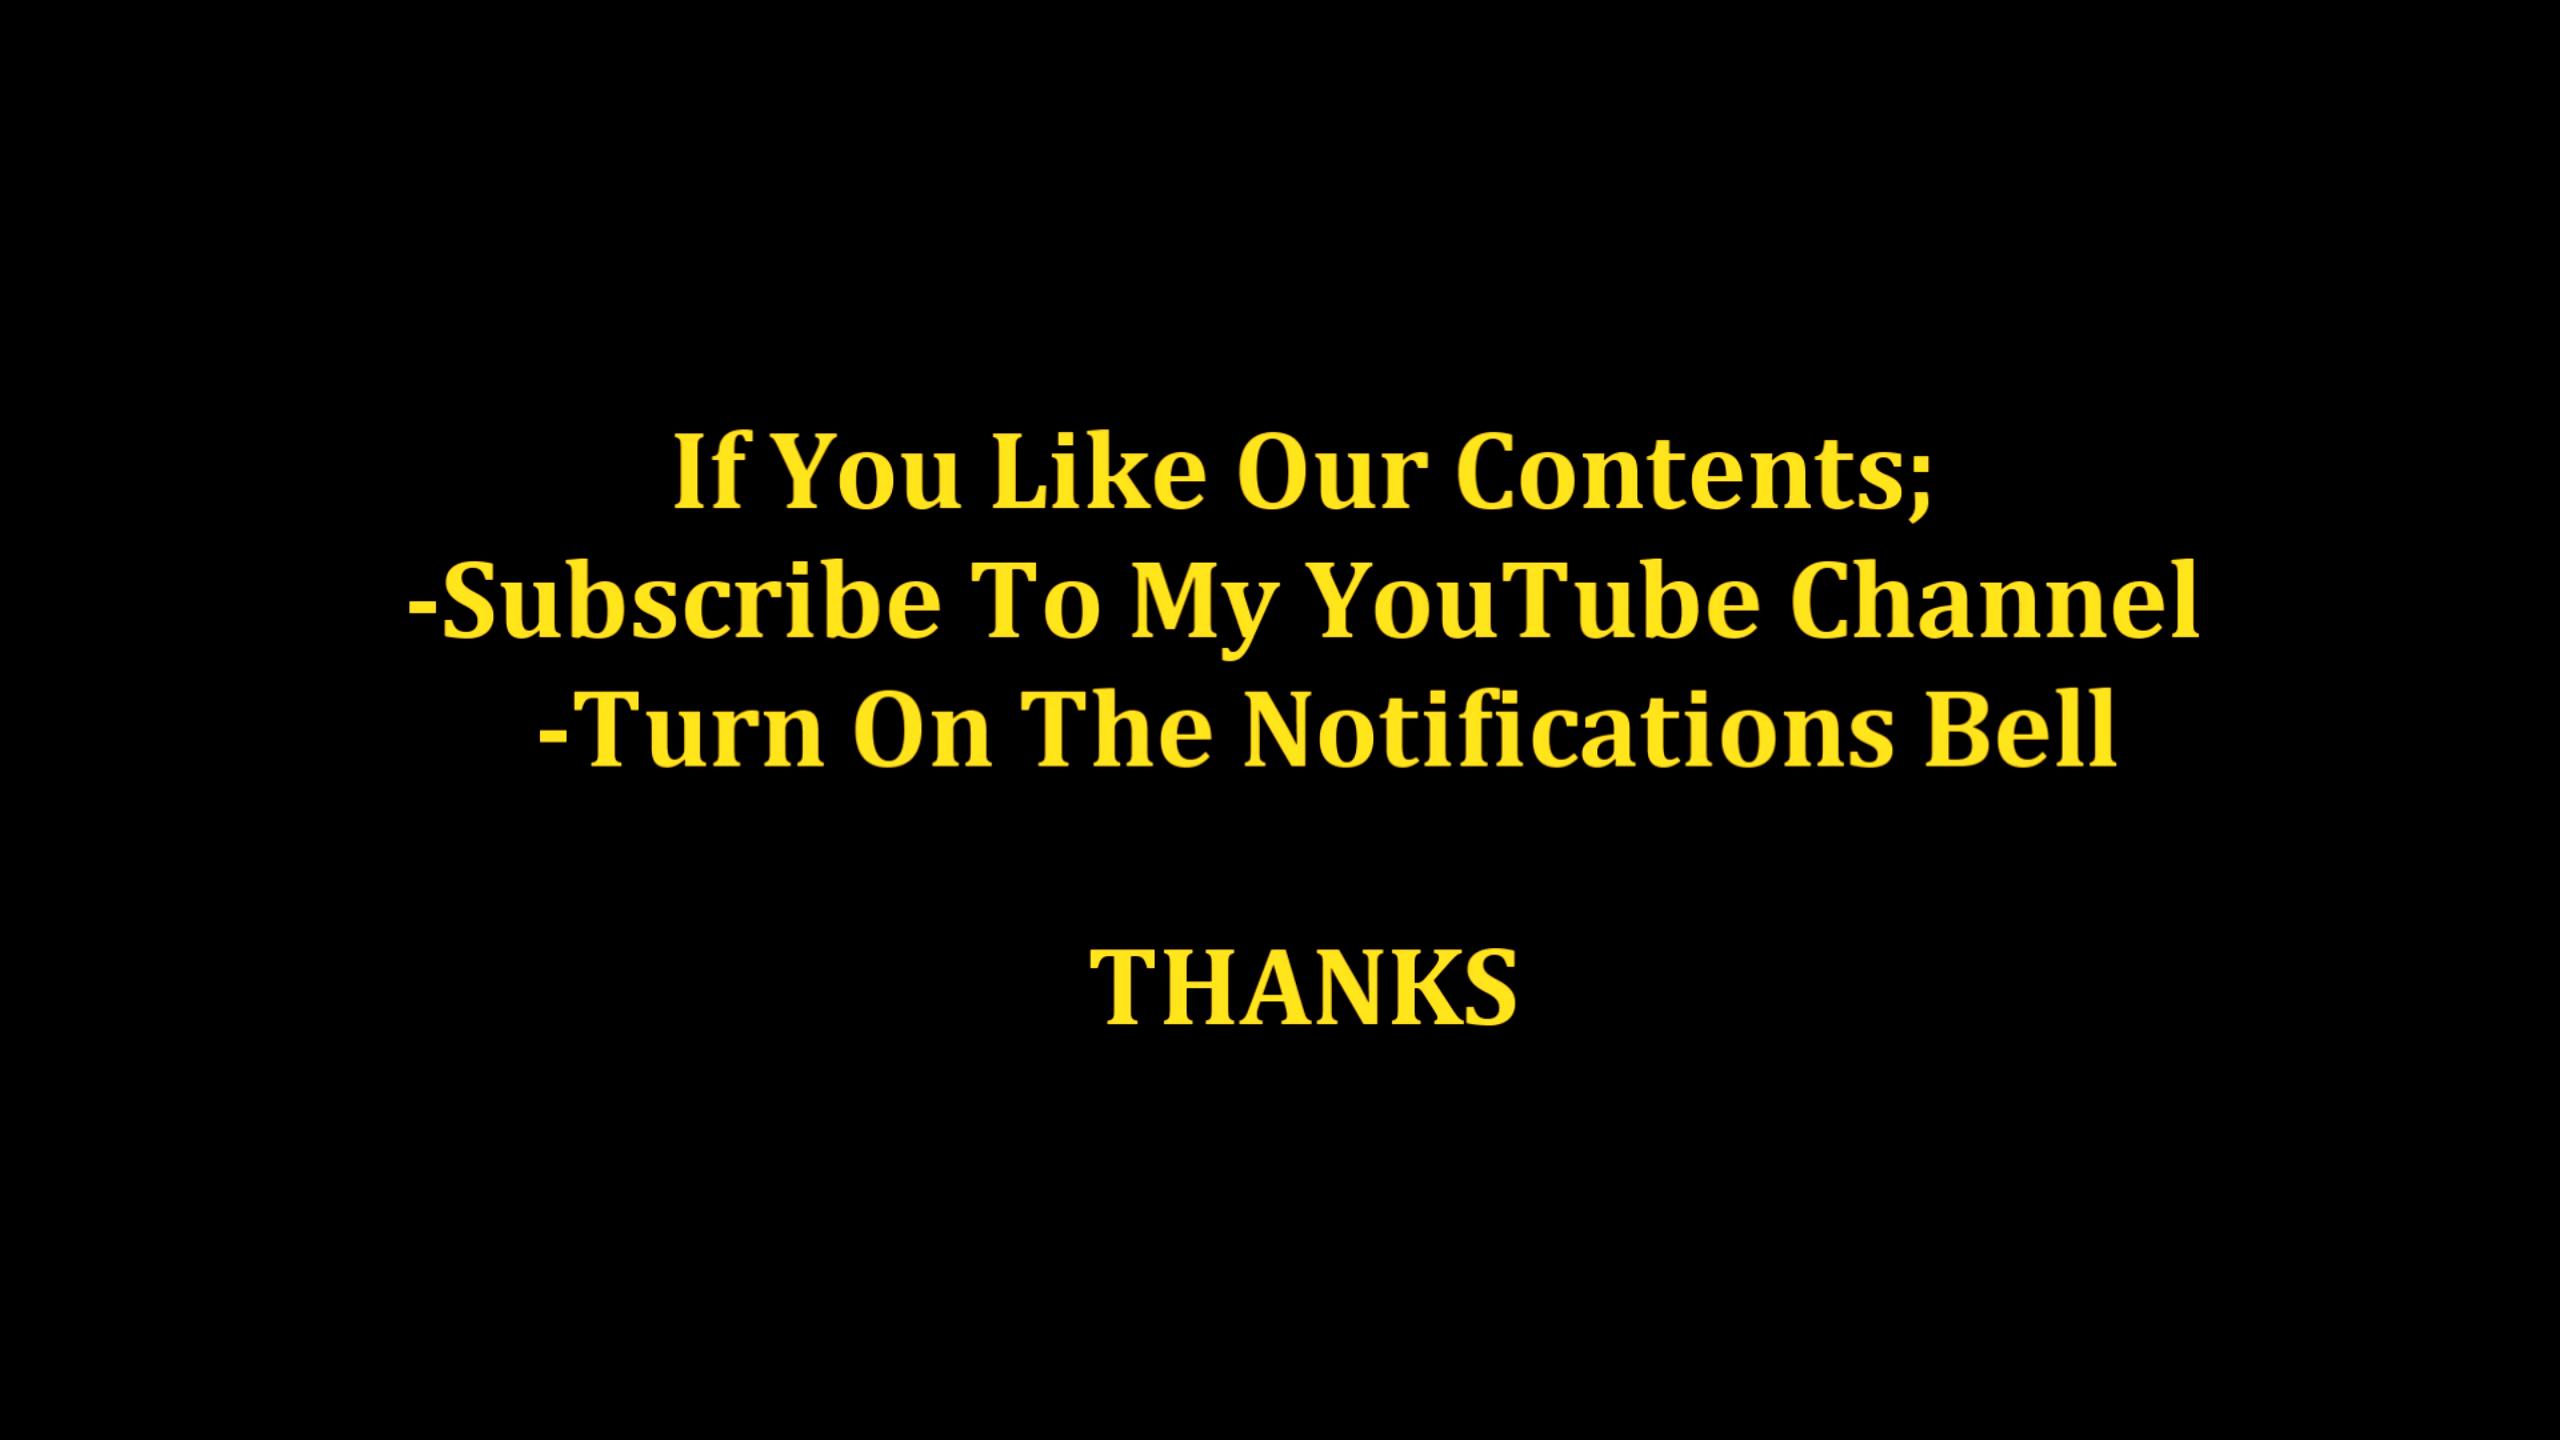 If You Like Our Contents;
-Subscribe To My YouTube Channel
-Turn On The Notifications Bell
THANKS